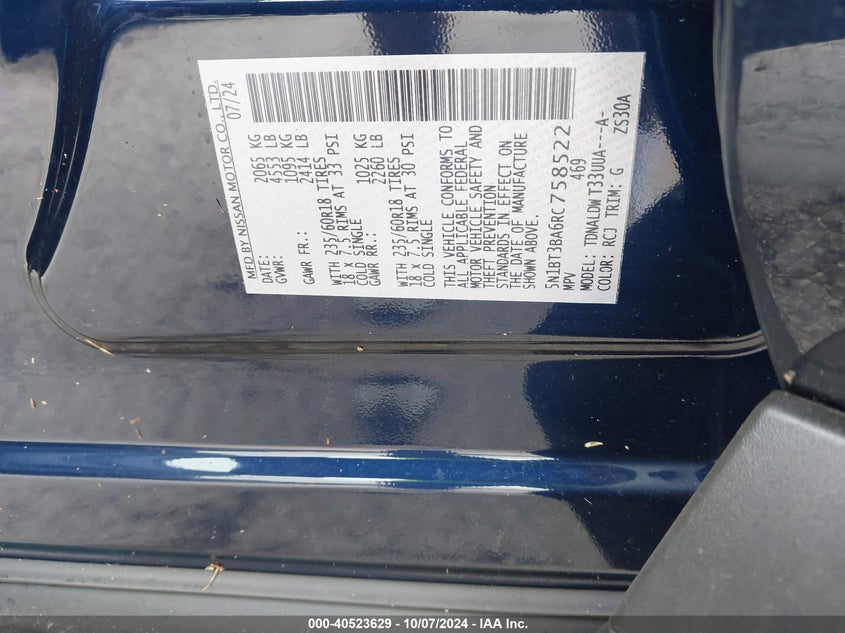 MFD BY NISSAN MOTOR CO., LTD.
DATE: 07/24
GVWR: 2065 KG
4553 LB
GAWR FR.: 1095 KG
2414 LB
WITH 235/60R18 TIRES
18 x 7.5 RIMS AT 33 PSI
COLD SINGLE
GAWR RR.: 1025 KG
2260 LB
WITH 235/60R18 TIRES
18 x 7.5 RIMS AT 30 PSI
COLD SINGLE
THIS VEHICLE CONFORMS TO
ALL APPLICABLE FEDERAL
MOTOR VEHICLE SAFETY AND
THEFT PREVENTION
STANDARDS IN EFFECT ON
THE DATE OF MANUFACTURE
SHOWN ABOVE.
5N1BT3BA6RC758522
MPV 469
MODEL: TDNALDW T33UUA---A-
COLOR: RCJ TRIM: G ZS30A
000-40523629 - 10/07/2024 - IAA Inc.